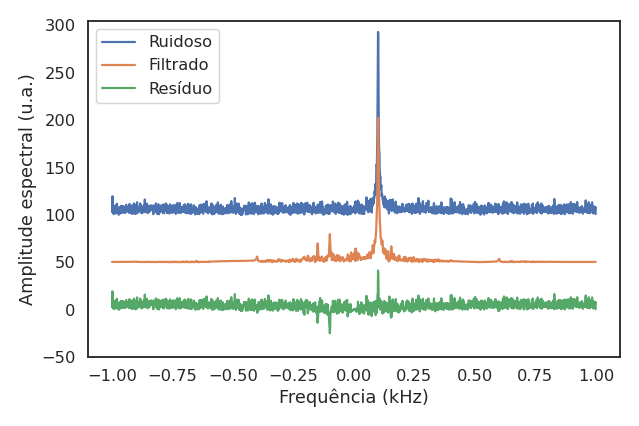 Ruidoso
Filtrado
Resíduo
300
250
200
150
100
50
0
−50
Amplitude espectral (u.a.)
−1.00 −0.75 −0.50 −0.25 0.00 0.25 0.50 0.75 1.00
Frequência (kHz)